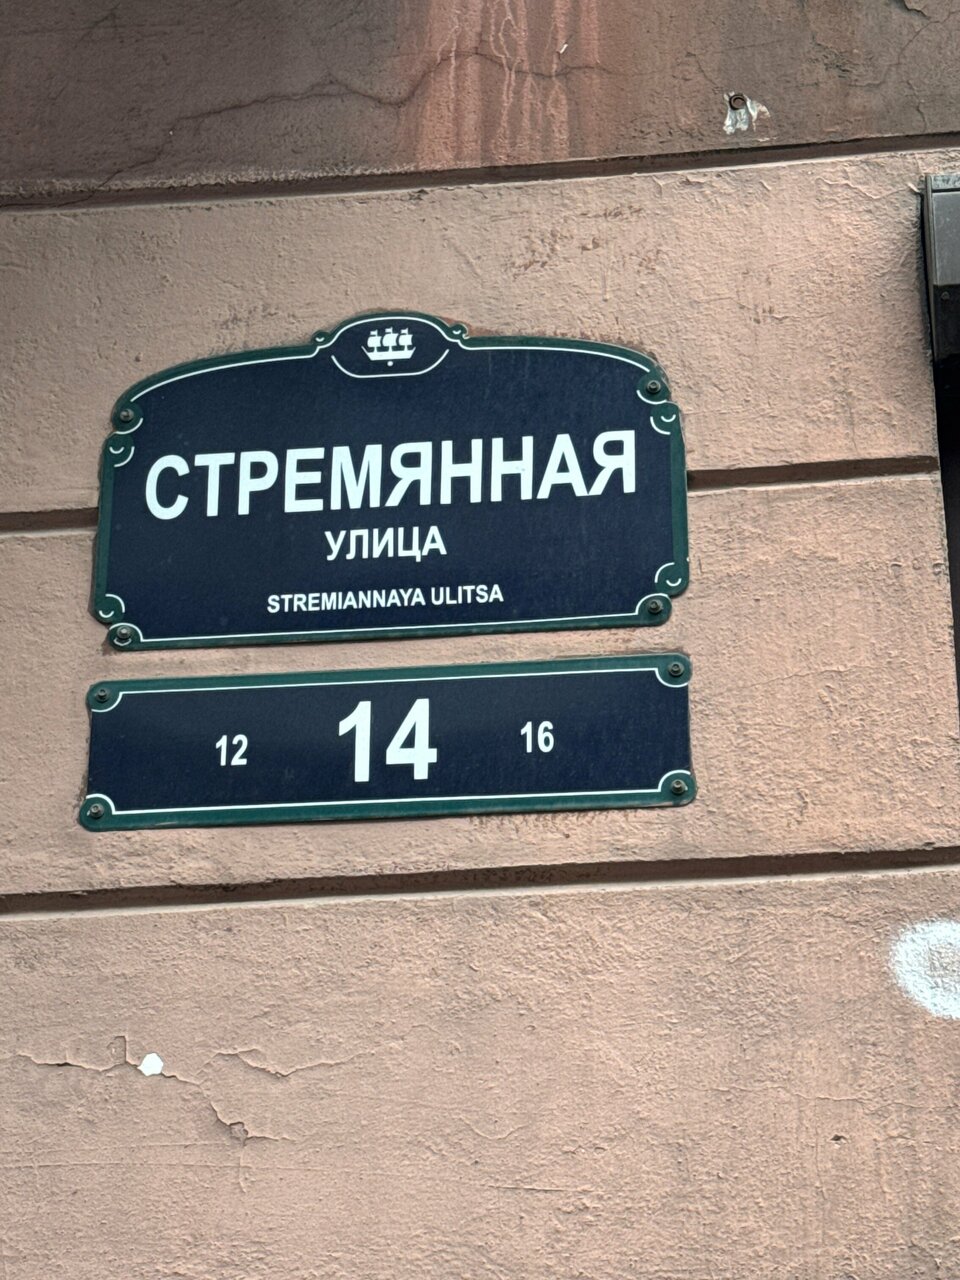 СТРЕМЯННАЯ
УЛИЦА
STREMIANNAYA ULITSA
12 14 16